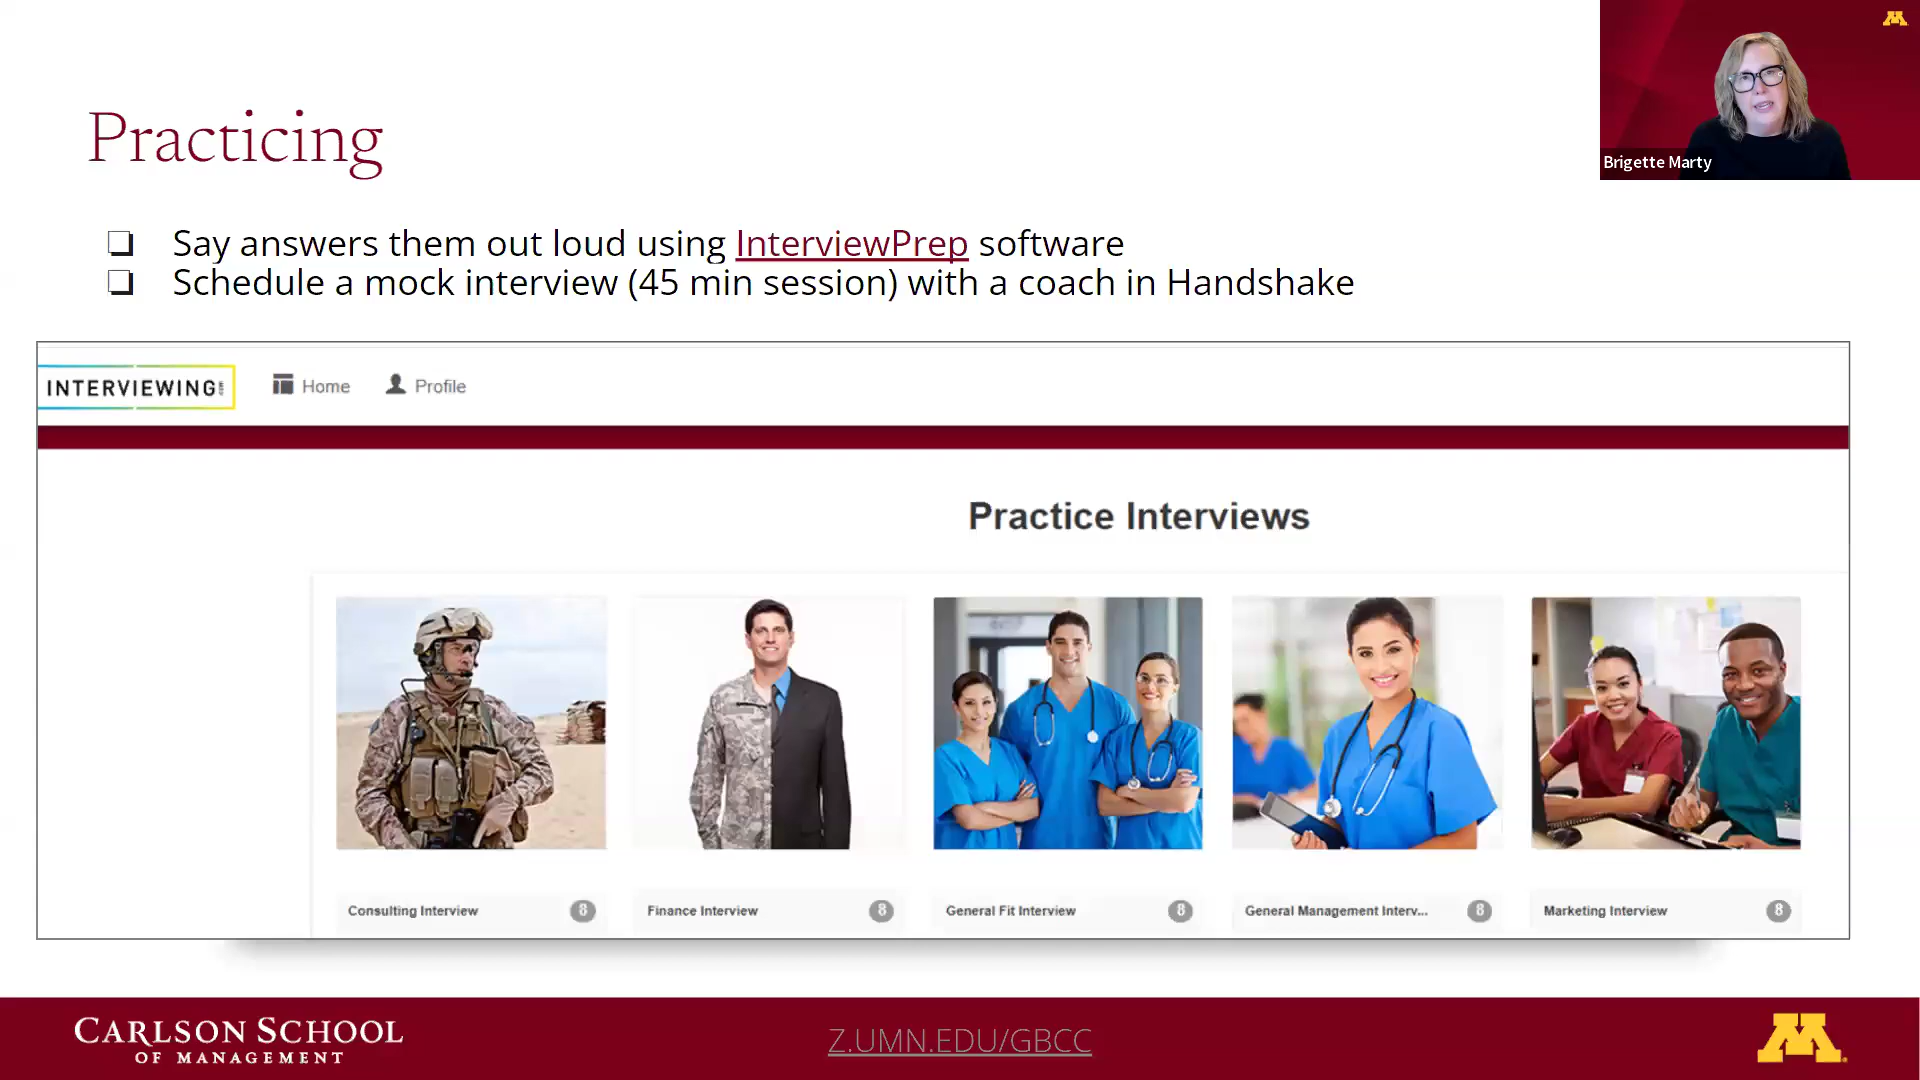 Practicing
Brigette Marty
Say answers them out loud using InterviewPrep software
Schedule a mock interview (45 min session) with a coach in Handshake
INTERVIEWING.COM
Home
Profile
Practice Interviews
Consulting Interview 8
Finance Interview 8
General Fit Interview 8
General Management Interv... 8
Marketing Interview 8
CARLSON SCHOOL
OF MANAGEMENT
Z.UMN.EDU/GBCC
M